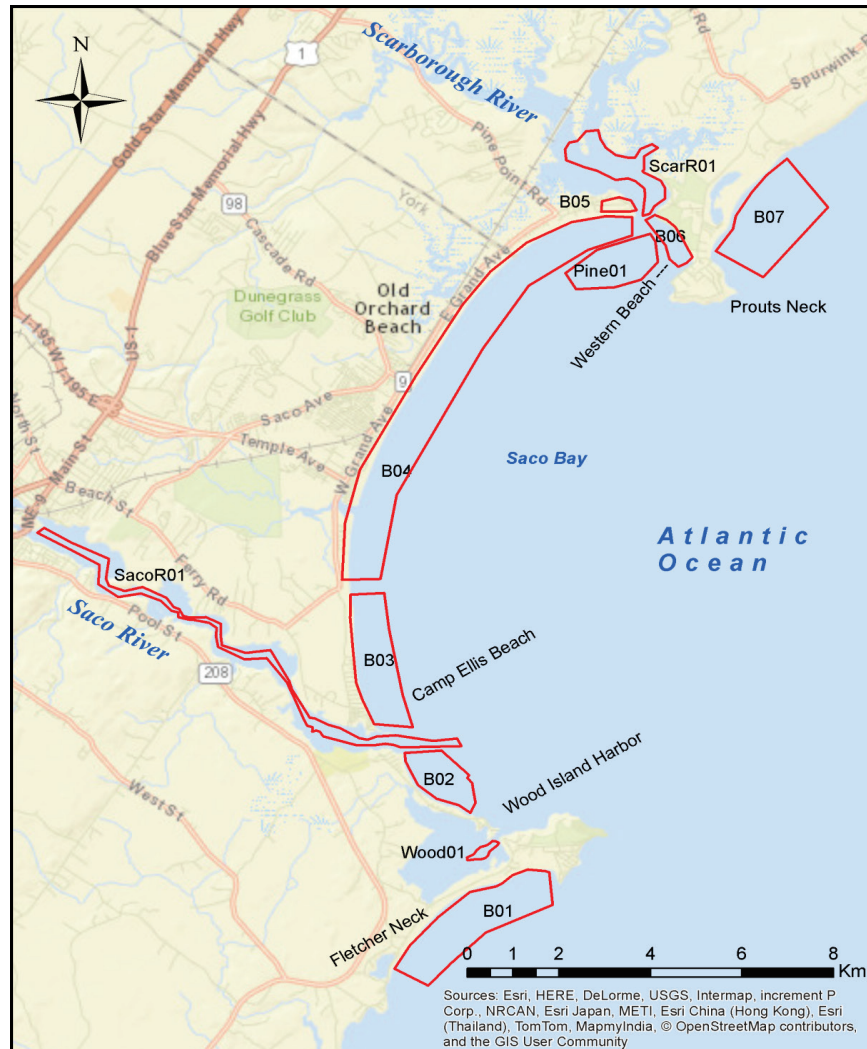 N
Gold Star Memorial Hwy
1
Scarborough River
Spurwink
Rd
Pine Point Rd
ScarR01
York
B05
B07
98
Blue Star Memorial Hwy
B06
Cascade Rd
Pine01
Old
Orchard
Beach
E Grand Ave
Western Beach ---
Prouts Neck
Dunegrass
Golf Club
I-195 W
I-195 E
US-1
9
Saco Ave
North St
Main St
W Grand Ave
Temple Ave
Saco Bay
B04
ME 9
Beach St
Atlantic
Ocean
SacoR01
Ferry Rd
Saco River
Pool St
208
B03
Camp Ellis Beach
B02
Wood Island Harbor
West St
Wood01
B01
Fletcher Neck
0 1 2 4 6 8
Km
Sources: Esri, HERE, DeLorme, USGS, Intermap, increment P
Corp., NRCAN, Esri Japan, METI, Esri China (Hong Kong), Esri
(Thailand), TomTom, MapmyIndia, © OpenStreetMap contributors,
and the GIS User Community